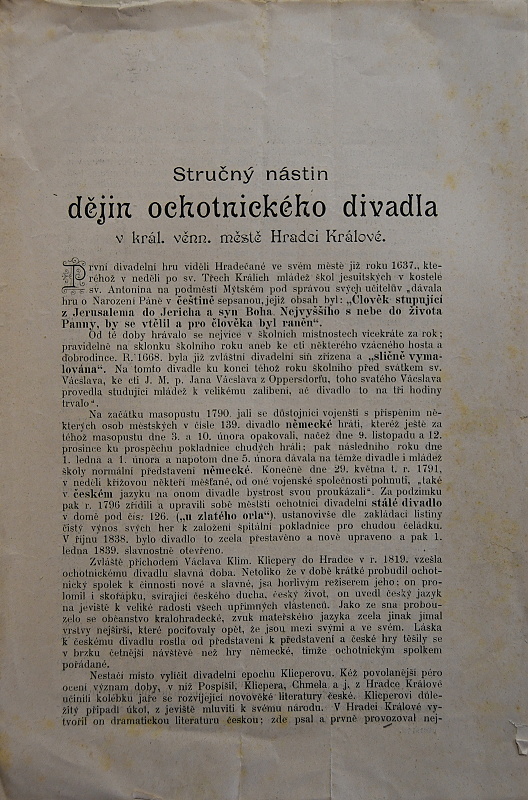 Stručný nástin
dějin ochotnického divadla
v král. věnn. městě Hradci Králové.
První divadelní hru viděli Hradečané ve svém městě již roku 1637., kte-
réhož v neděli po sv. Třech Králích mládež škol jesuitských v kostele
sv. Antonína na podměstí Mýtském pod správou svých učitelův „dávala
hru o Narození Páně v češtině sepsanou, jejíž obsah byl: „Člověk stupující
z Jerusalema do Jericha a syn Boha Nejvyššího s nebe do života
Panny, by se vtělil a pro člověka byl raněn“.
Od té doby hrávalo se nejvíce v školních místnostech vícekráte za rok;
pravidelně na sklonku školního roku aneb ke cti některého vzácného hosta a
dobrodince. R. 1668. byla již zvláštní divadelní síň zřízena a „sličně vyma-
lována“. Na tomto divadle ku konci téhož roku školního před svátkem sv.
Václava, ke cti J. M. p. Jana Václava z Oppersdorfu, toho svatého Václava
provedla studující mládež k velikému zalíbení, ač divadlo to na tři hodiny
trvalo“.
Na začátku masopustu 1790. jali se důstojníci vojenští s přispěním ně-
kterých osob městských v čísle 139. divadlo německé hráti, kteréž ještě za
téhož masopustu dne 3. a 10. února opakovali, načež dne 9. listopadu a 12.
prosince ku prospěchu pokladnice chudých hráli; pak následního roku dne
1. ledna a 1. února a napotom dne 5. února dávala na témže divadle i mládež
školy normální představení německé. Konečně dne 29. května t. r. 1791,
v neděli křížovou někteří měšťané, od oné vojenské společnosti pohnutí, „také
v českém jazyku na onom divadle bystrost svou proukázali“. Za podzimku
pak r. 1796 zřídili a upravili sobě městští ochotníci divadelní stálé divadlo
v domě pod čís. 126. („u zlatého orla“), ustanovivše dle zakládací listiny
čistý výnos svých her k založení špitální pokladnice pro chudou čeládku.
V říjnu 1838. bylo divadlo to zcela přestavěno a nově upraveno a pak 1.
ledna 1839. slavnostně otevřeno.
Zvláště příchodem Václava Klim. Klicpery do Hradce v r. 1819. vzešla
ochotnickému divadlu slavná doba. Netoliko že v době krátké probudil ochot-
nický spolek k činnosti nové a slavné, jsa horlivým režiserem jeho; on pro-
lomil i skořápku, svírající českého ducha, český život, on uvedl český jazyk
na jeviště k veliké radosti všech upřímných vlastenců. Jako ze sna probou-
zelo se občanstvo kralohradecké, zvuk mateřského jazyka zcela jinak jímal
vrstvy nejširší, které pociťovaly opět, že jsou mezi svými a ve svém. Láska
k českému divadlu rostla od představení k představení a české hry těšily se
v brzku četnější návštěvě než hry německé, tímže ochotnickým spolkem
pořádané.
Nestačí místo vylíčiti divadelní epochu Klicperovu. Kéž povolanější péro
ocení význam doby, v níž Pospíšil, Klicpera, Chmela a j. z Hradce Králové
učinili kolébku jaře se rozvíjející novověké literatury české. Klicperovi důle-
žitý připadl úkol, z jeviště mluviti k svému národu. V Hradci Králové vy-
tvořil on dramatickou literaturu českou; zde psal a prvně provozoval nej-